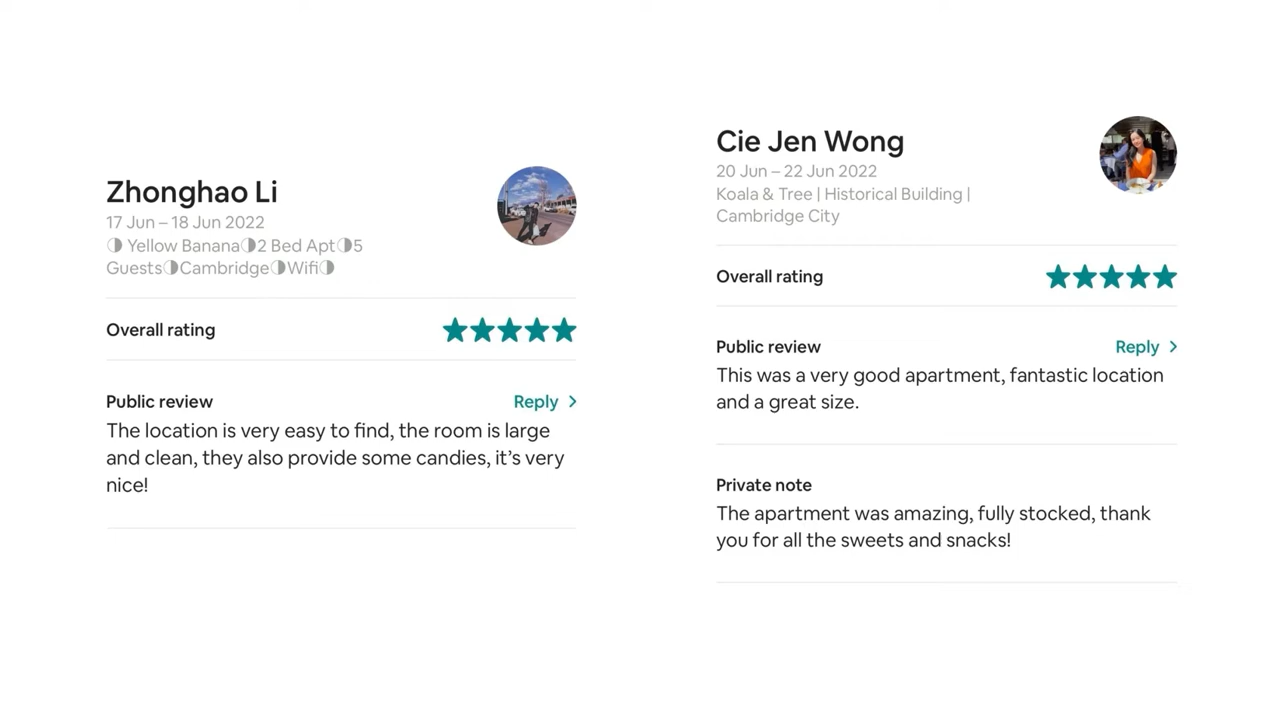 Zhonghao Li
17 Jun – 18 Jun 2022
◑ Yellow Banana◑2 Bed Apt◑5
Guests◑Cambridge◑Wifi◑
Overall rating
Public review
Reply
The location is very easy to find, the room is large
and clean, they also provide some candies, it’s very
nice!
Cie Jen Wong
20 Jun – 22 Jun 2022
Koala & Tree | Historical Building |
Cambridge City
Overall rating
Public review
Reply
This was a very good apartment, fantastic location
and a great size.
Private note
The apartment was amazing, fully stocked, thank
you for all the sweets and snacks!